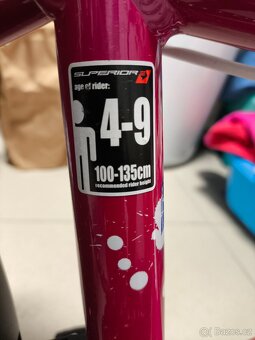 SUPERIOR
age of rider:
4-9
100-135cm
recommended rider height
© Bazos.cz